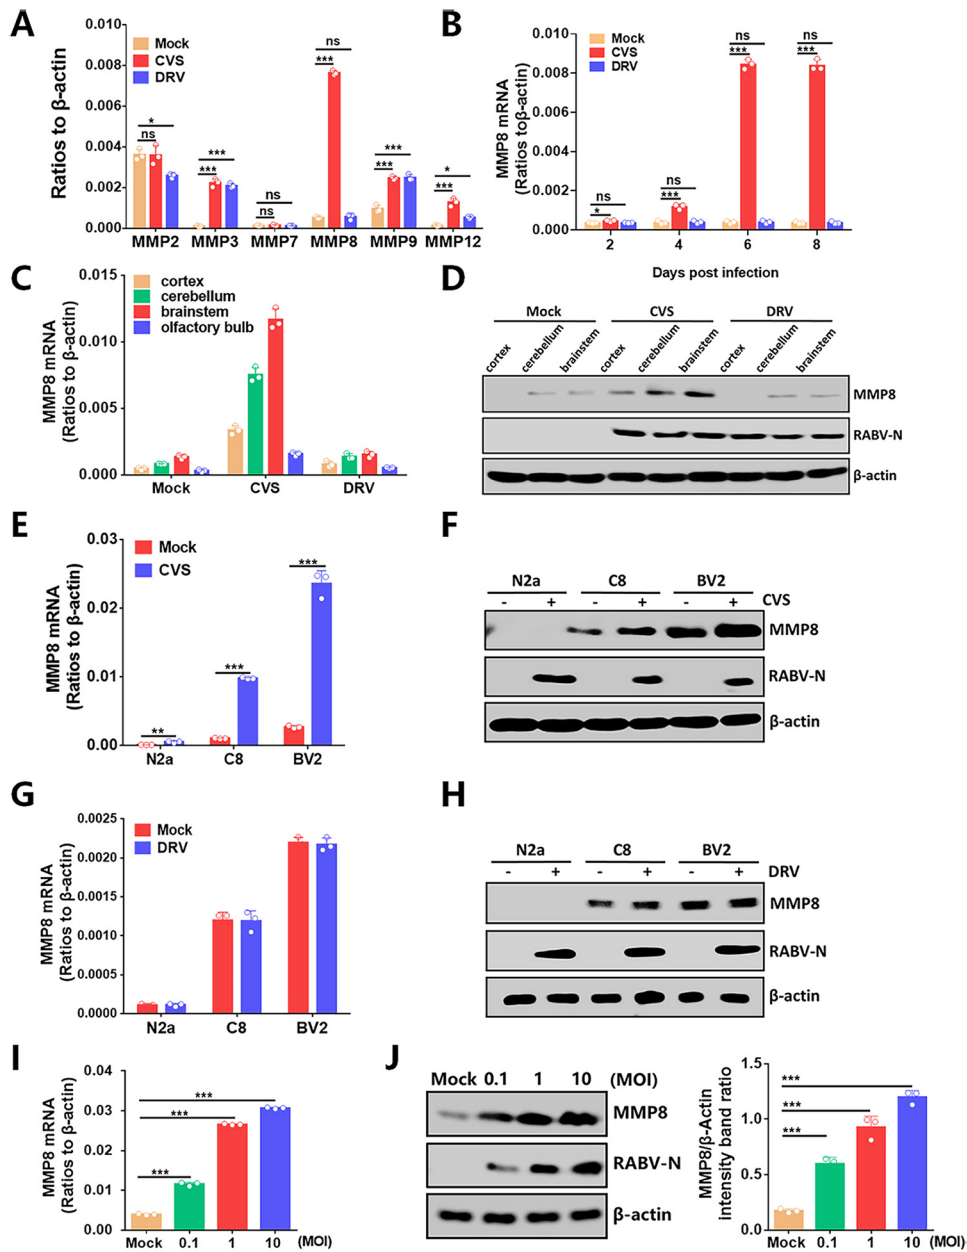 A
Ratios to β-actin
0.010
0.008
0.006
0.004
0.002
0.000
Mock
CVS
DRV
*
ns
***
***
ns
ns
ns
***
***
***
*
***
MMP2 MMP3 MMP7 MMP8 MMP9 MMP12
B
MMP8 mRNA
(Ratios toβ-actin)
0.010
0.008
0.006
0.004
0.002
0.000
Mock
CVS
DRV
ns
*
ns
***
ns
***
ns
***
2 4 6 8
Days post infection
C
MMP8 mRNA
(Ratios to β-actin)
0.015
0.010
0.005
0.000
cortex
cerebellum
brainstem
olfactory bulb
Mock CVS DRV
D
Mock CVS DRV
cortex cerebellum brainstem cortex cerebellum brainstem cortex cerebellum brainstem
MMP8
RABV-N
β-actin
E
MMP8 mRNA
(Ratios to β-actin)
0.03
0.02
0.01
0.00
Mock
CVS
**
***
***
N2a C8 BV2
F
N2a C8 BV2
- + - + - + CVS
MMP8
RABV-N
β-actin
G
MMP8 mRNA
(Ratios to β-actin)
0.0025
0.0020
0.0015
0.0010
0.0005
0.0000
Mock
DRV
N2a C8 BV2
H
N2a C8 BV2
- + - + - + DRV
MMP8
RABV-N
β-actin
I
MMP8 mRNA
(Ratios to β-actin)
0.04
0.03
0.02
0.01
0.00
***
***
***
Mock 0.1 1 10 (MOI)
J
Mock 0.1 1 10 (MOI)
MMP8
RABV-N
β-actin
MMP8/β-Actin
intensity band ratio
1.5
1.0
0.5
0.0
***
***
***
Mock 0.1 1 10 (MOI)